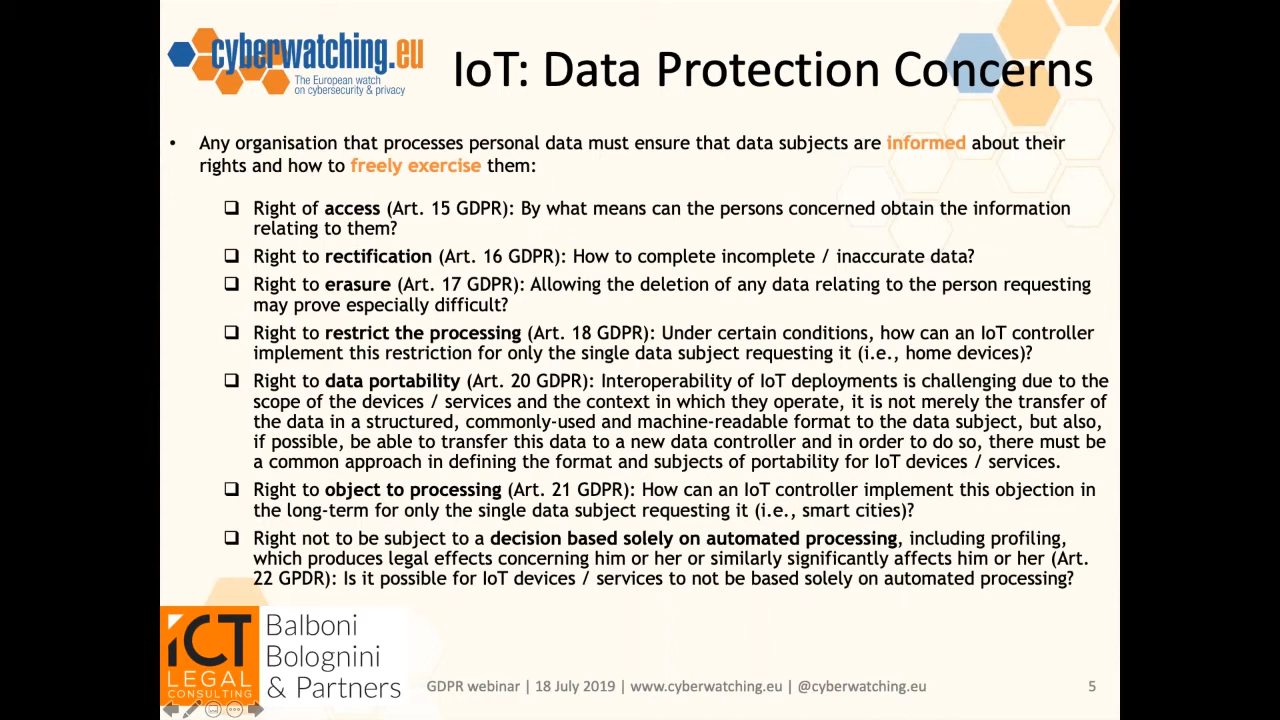 cyberwatching.eu
The European watch
on cybersecurity & privacy
IoT: Data Protection Concerns
• Any organisation that processes personal data must ensure that data subjects are informed about their
rights and how to freely exercise them:
❑ Right of access (Art. 15 GDPR): By what means can the persons concerned obtain the information
relating to them?
❑ Right to rectification (Art. 16 GDPR): How to complete incomplete / inaccurate data?
❑ Right to erasure (Art. 17 GDPR): Allowing the deletion of any data relating to the person requesting
may prove especially difficult?
❑ Right to restrict the processing (Art. 18 GDPR): Under certain conditions, how can an IoT controller
implement this restriction for only the single data subject requesting it (i.e., home devices)?
❑ Right to data portability (Art. 20 GDPR): Interoperability of IoT deployments is challenging due to the
scope of the devices / services and the context in which they operate, it is not merely the transfer of
the data in a structured, commonly-used and machine-readable format to the data subject, but also,
if possible, be able to transfer this data to a new data controller and in order to do so, there must be
a common approach in defining the format and subjects of portability for IoT devices / services.
❑ Right to object to processing (Art. 21 GDPR): How can an IoT controller implement this objection in
the long-term for only the single data subject requesting it (i.e., smart cities)?
❑ Right not to be subject to a decision based solely on automated processing, including profiling,
which produces legal effects concerning him or her or similarly significantly affects him or her (Art.
22 GPDR): Is it possible for IoT devices / services to not be based solely on automated processing?
ICT
LEGAL
CONSULTING
Balboni
Bolognini
& Partners
GDPR webinar | 18 July 2019 | www.cyberwatching.eu | @cyberwatching.eu
5